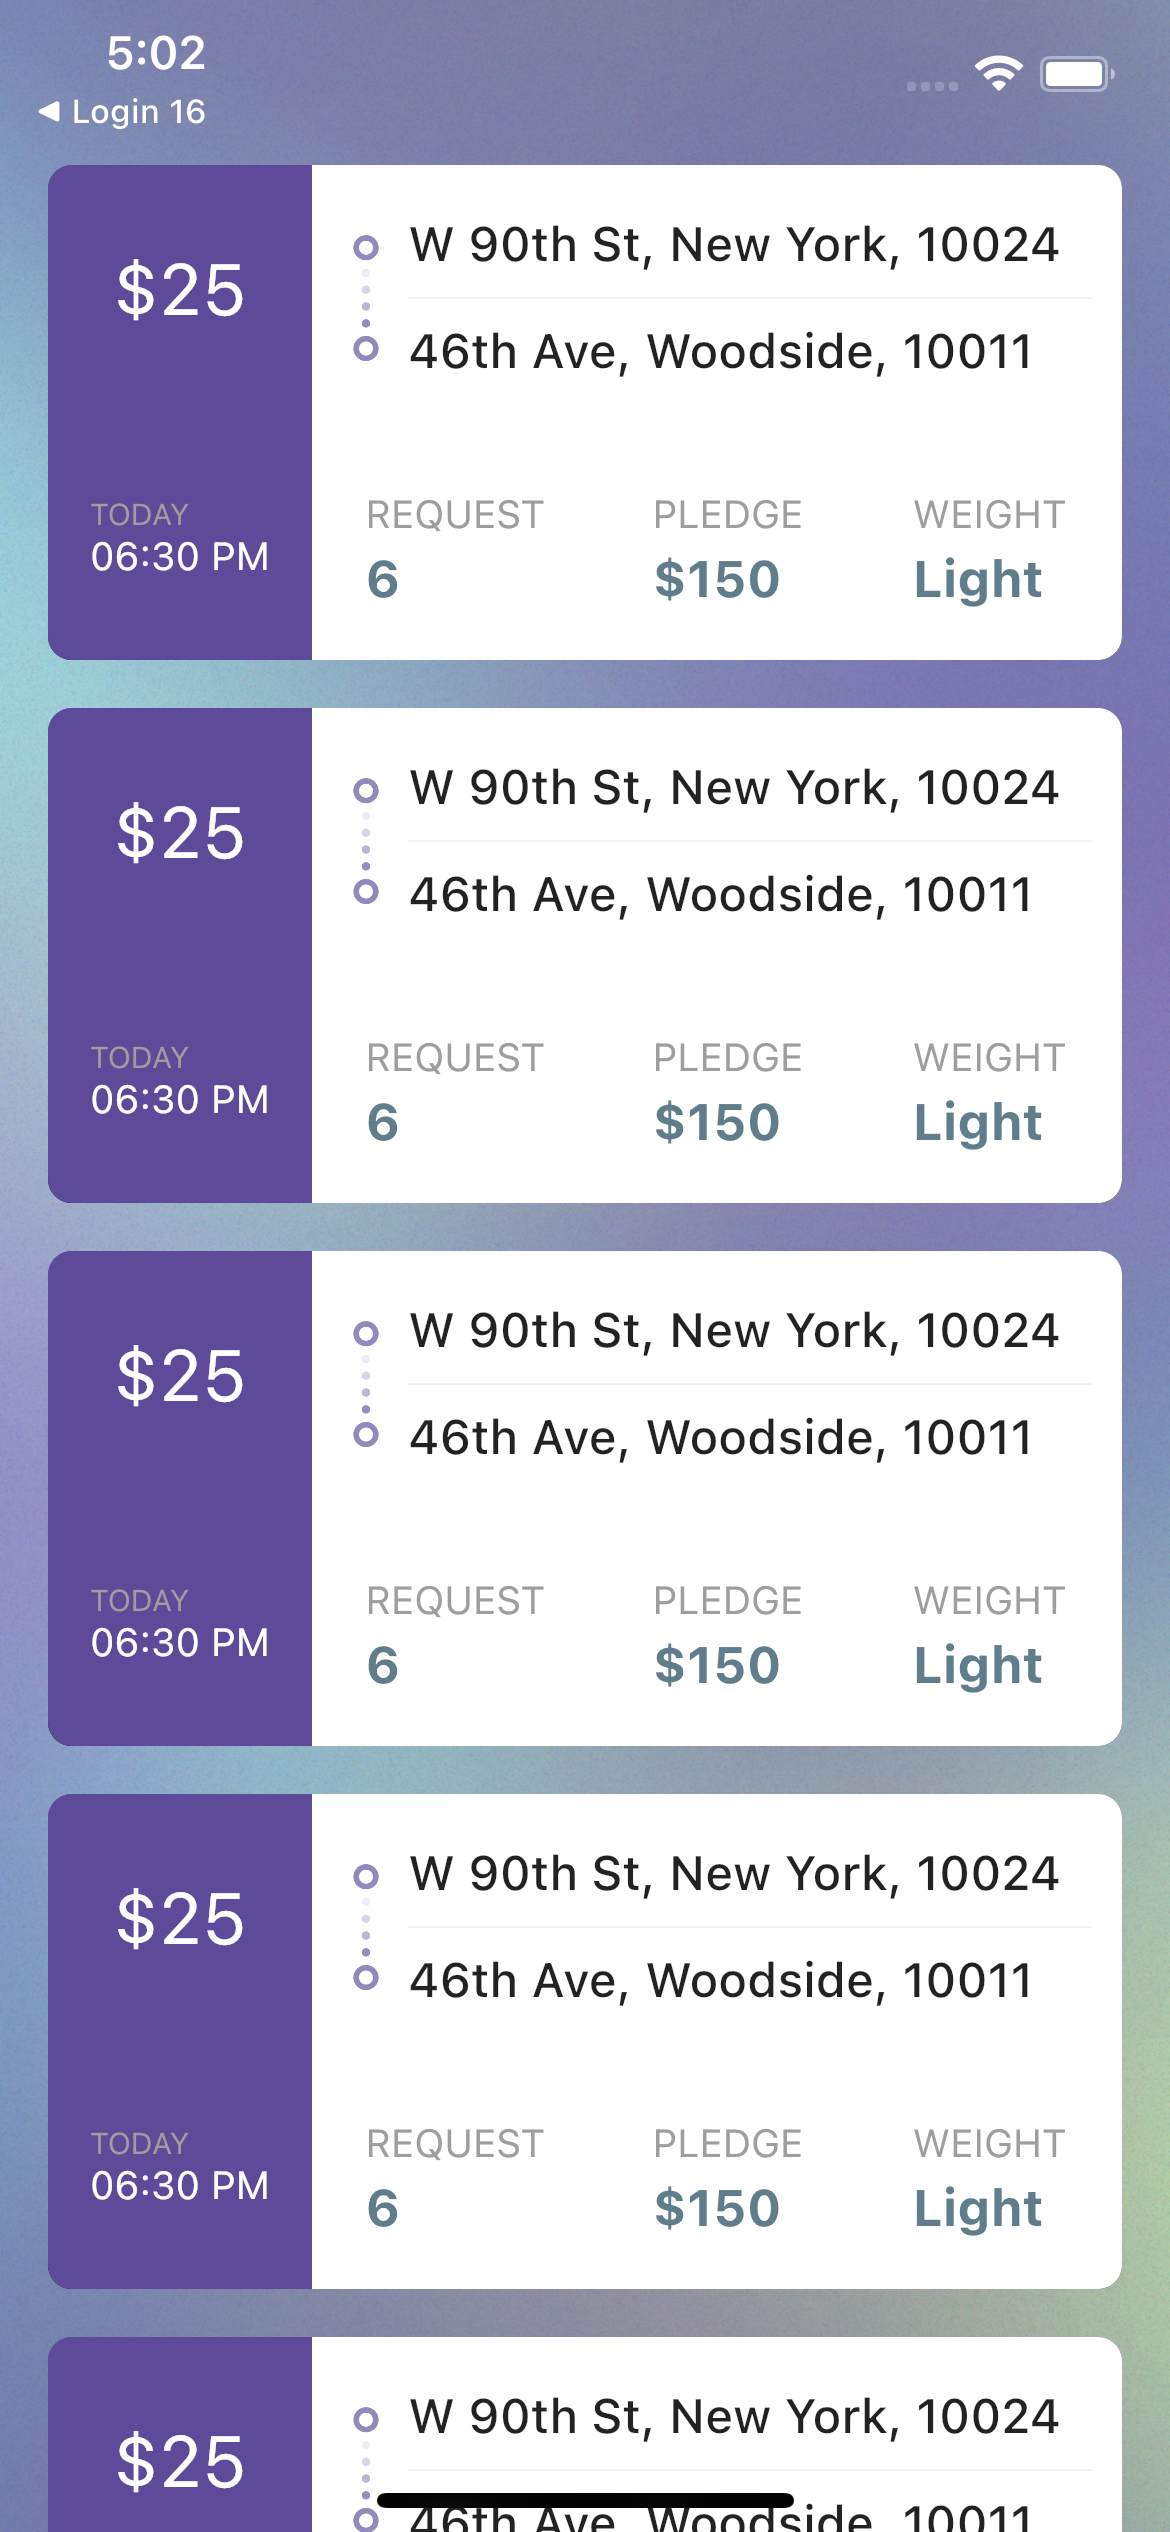 5:02
◀ Login 16
$25
W 90th St, New York, 10024
46th Ave, Woodside, 10011
TODAY
06:30 PM
REQUEST PLEDGE WEIGHT
6 $150 Light
$25
W 90th St, New York, 10024
46th Ave, Woodside, 10011
TODAY
06:30 PM
REQUEST PLEDGE WEIGHT
6 $150 Light
$25
W 90th St, New York, 10024
46th Ave, Woodside, 10011
TODAY
06:30 PM
REQUEST PLEDGE WEIGHT
6 $150 Light
$25
W 90th St, New York, 10024
46th Ave, Woodside, 10011
TODAY
06:30 PM
REQUEST PLEDGE WEIGHT
6 $150 Light
$25
W 90th St, New York, 10024
46th Ave, Woodside, 10011